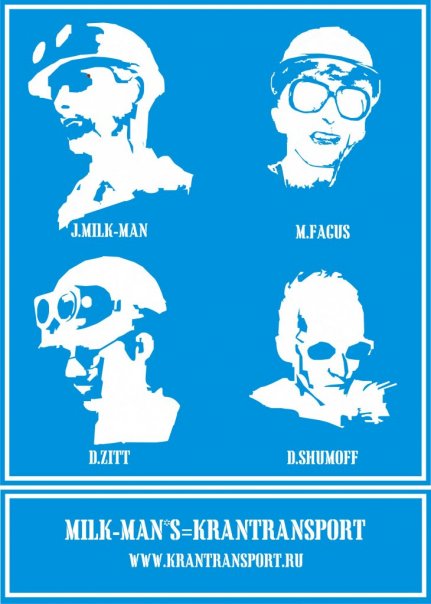 J.MILK-MAN
M.FAGUS
D.ZITT
D.SHUMOFF
MILK-MAN*S=KRANTRANSPORT
WWW.KRANTRANSPORT.RU